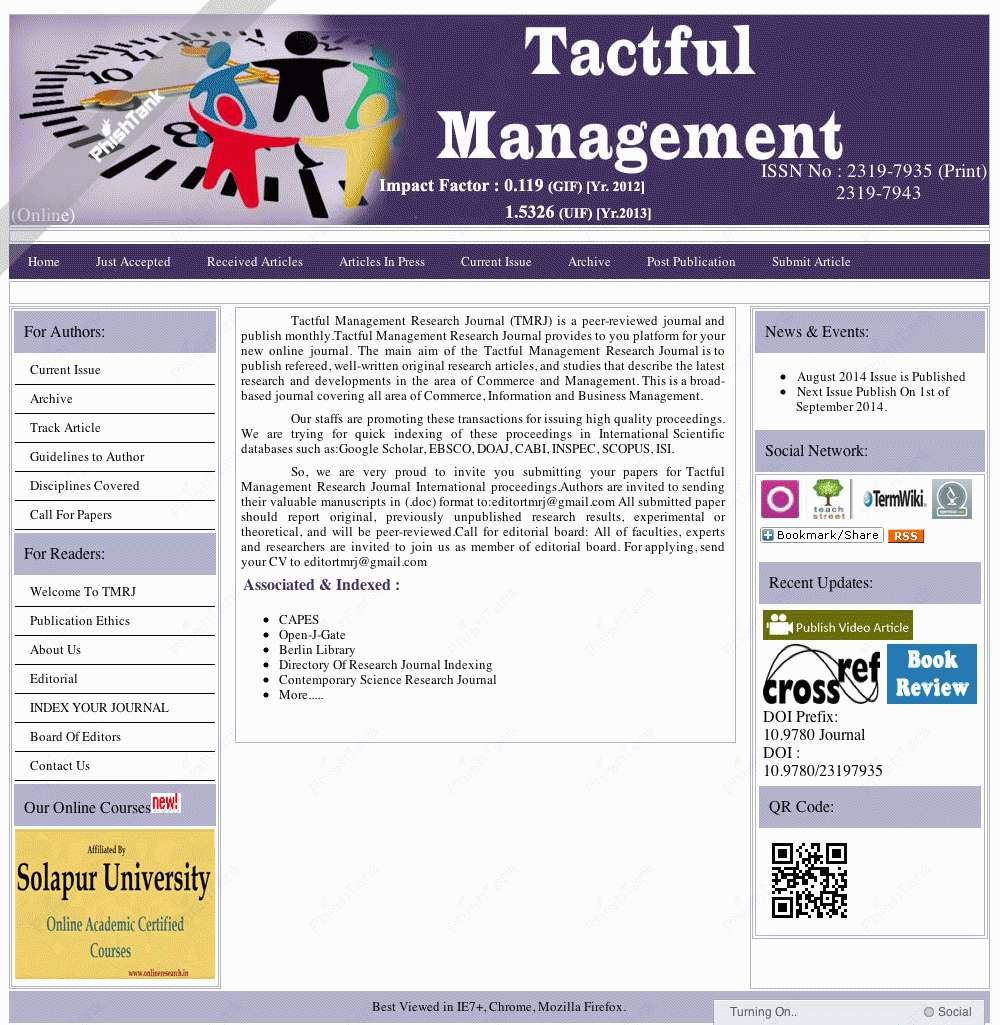 Tactful
Management
Impact Factor : 0.119 (GIF) [Yr. 2012]
1.5326 (UIF) [Yr.2013]
ISSN No : 2319-7935 (Print)
2319-7943
(Online)
PhishTank
Home Just Accepted Received Articles Articles In Press Current Issue Archive Post Publication Submit Article
For Authors:
Current Issue
Archive
Track Article
Guidelines to Author
Disciplines Covered
Call For Papers
For Readers:
Welcome To TMRJ
Publication Ethics
About Us
Editorial
INDEX YOUR JOURNAL
Board Of Editors
Contact Us
Our Online Courses new!
Affiliated By
Solapur University
Online Academic Certified
Courses
www.onlineresearch.in
Tactful Management Research Journal (TMRJ) is a peer-reviewed journal and
publish monthly.Tactful Management Research Journal provides to you platform for your
new online journal. The main aim of the Tactful Management Research Journal is to
publish refereed, well-written original research articles, and studies that describe the latest
research and developments in the area of Commerce and Management. This is a broad-
based journal covering all area of Commerce, Information and Business Management.
Our staffs are promoting these transactions for issuing high quality proceedings.
We are trying for quick indexing of these proceedings in International Scientific
databases such as:Google Scholar, EBSCO, DOAJ, CABI, INSPEC, SCOPUS, ISI.
So, we are very proud to invite you submitting your papers for Tactful
Management Research Journal International proceedings.Authors are invited to sending
their valuable manuscripts in (.doc) format to:editortmrj@gmail.com All submitted paper
should report original, previously unpublished research results, experimental or
theoretical, and will be peer-reviewed.Call for editorial board: All of faculties, experts
and researchers are invited to join us as member of editorial board. For applying, send
your CV to editortmrj@gmail.com
Associated & Indexed :
CAPES
Open-J-Gate
Berlin Library
Directory Of Research Journal Indexing
Contemporary Science Research Journal
More.....
News & Events:
August 2014 Issue is Published
Next Issue Publish On 1st of
September 2014.
Social Network:
teach
street
TermWiki
Bookmark/Share RSS
Recent Updates:
Publish Video Article
cross ref
Book
Review
DOI Prefix:
10.9780 Journal
DOI :
10.9780/23197935
QR Code:
Best Viewed in IE7+, Chrome, Mozilla Firefox.
Turning On.. Social